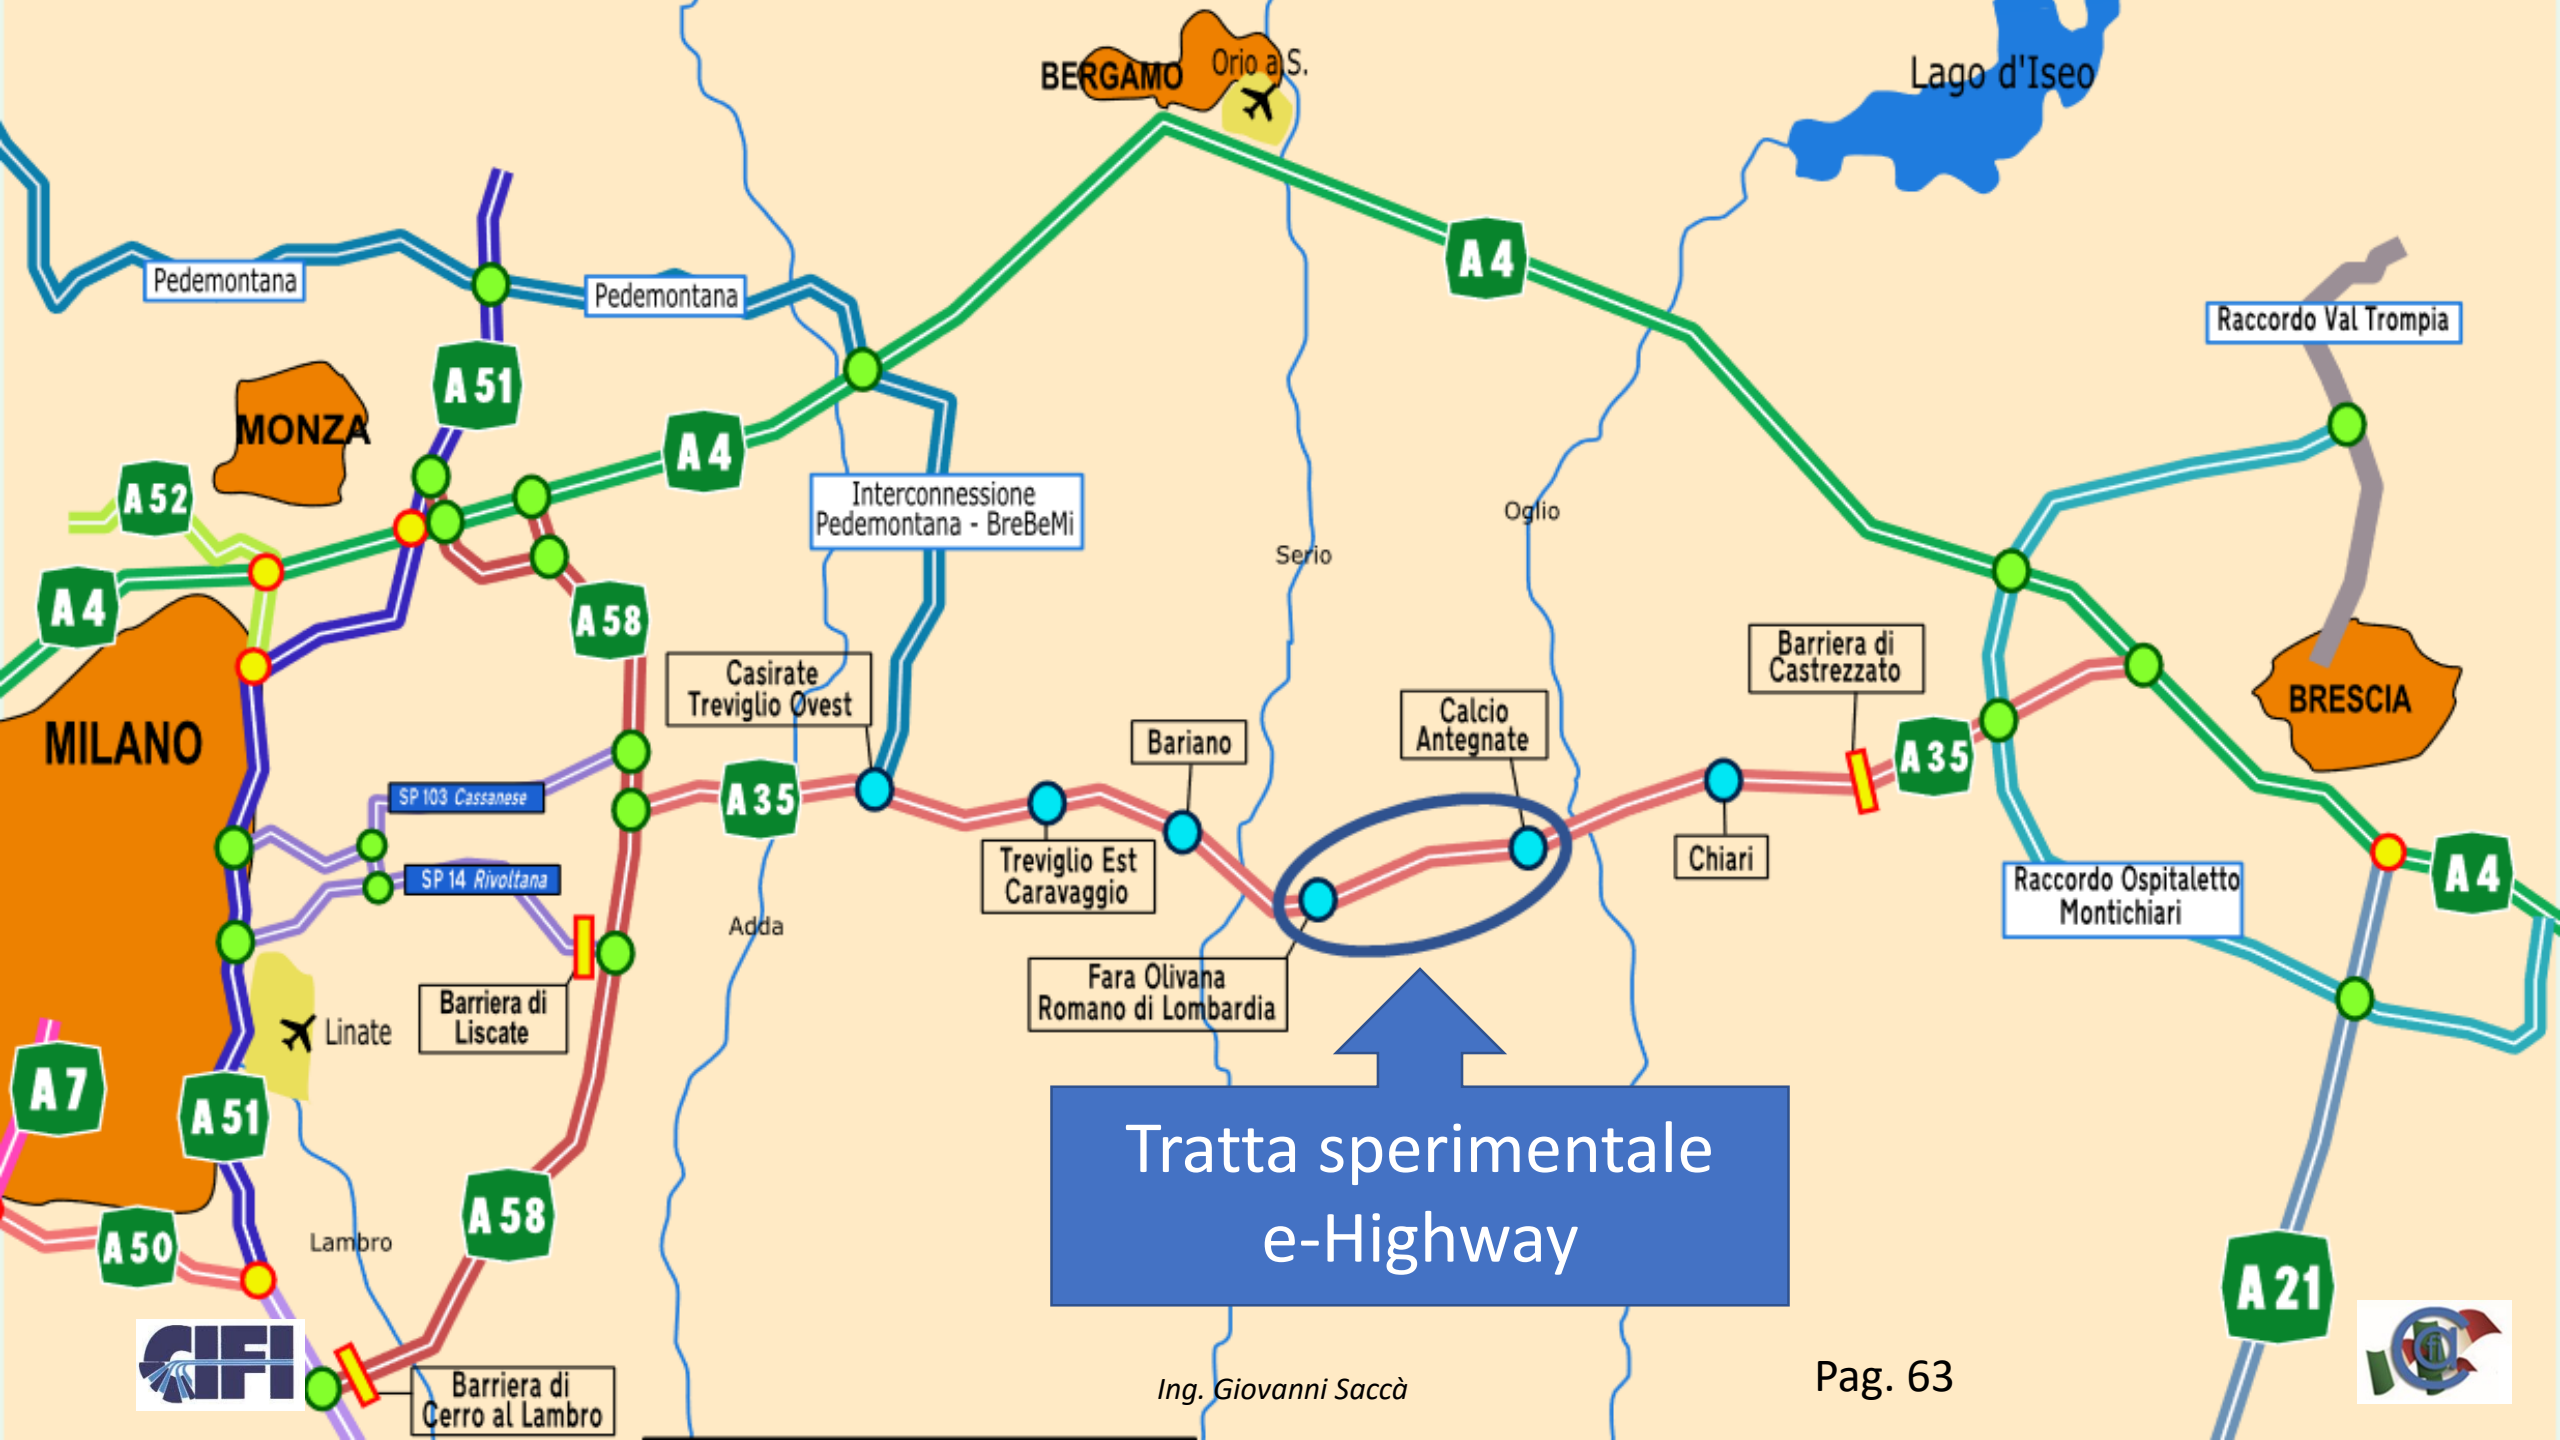 BERGAMO
Orio a S.
Lago d'Iseo
Pedemontana
Pedemontana
A4
Raccordo Val Trompia
A51
MONZA
A4
A52
Interconnessione
Pedemontana - BreBeMi
Oglio
Serio
A4
A58
Casirate
Treviglio Ovest
Barriera di
Castrezzato
Calcio
Antegnate
BRESCIA
MILANO
Bariano
A35
A35
SP 103 Cassanese
Treviglio Est
Caravaggio
Chiari
SP 14 Rivoltana
A4
Raccordo Ospitaletto
Montichiari
Adda
Fara Olivana
Romano di Lombardia
Barriera di
Liscate
Linate
A7
A51
Tratta sperimentale
e-Highway
A58
A50
Lambro
A21
CIFI
Barriera di
Cerro al Lambro
Ing. Giovanni Saccà
Pag. 63